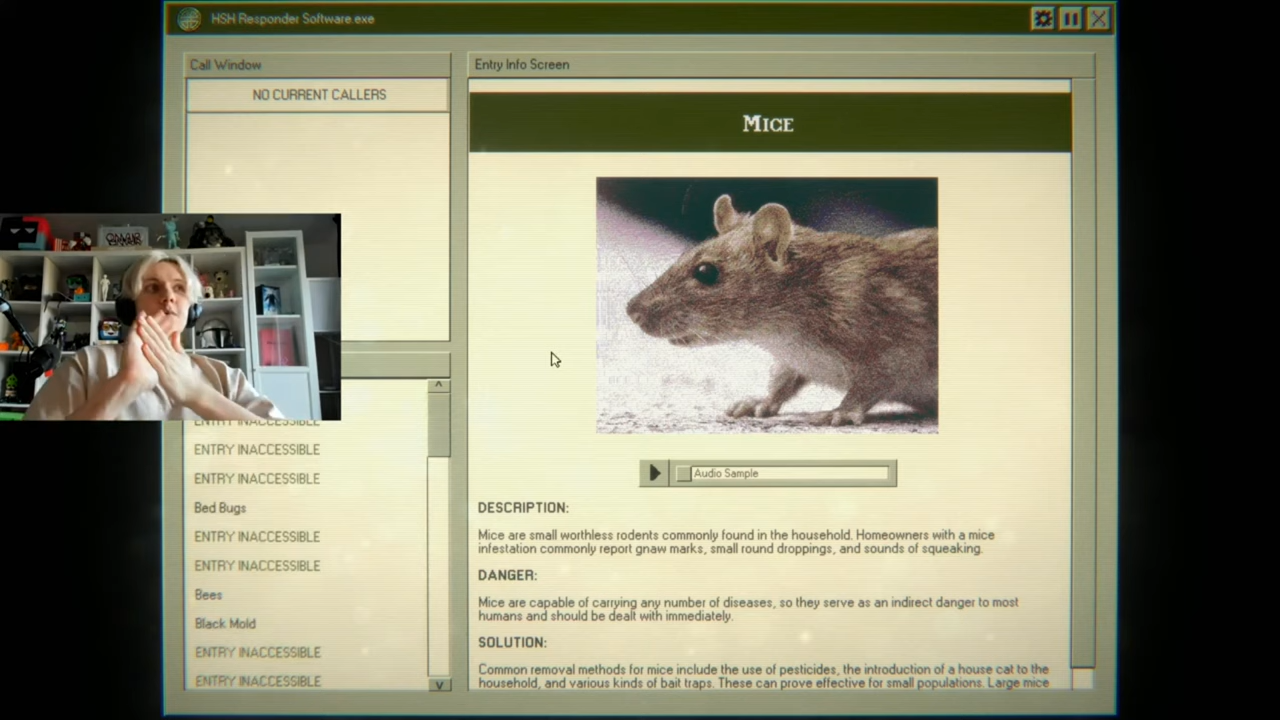 HSH Responder Software.exe
Call Window
NO CURRENT CALLERS
ENTRY INACCESSIBLE
ENTRY INACCESSIBLE
ENTRY INACCESSIBLE
Bed Bugs
ENTRY INACCESSIBLE
ENTRY INACCESSIBLE
Bees
Black Mold
ENTRY INACCESSIBLE
ENTRY INACCESSIBLE
Entry Info Screen
MICE
Audio Sample
DESCRIPTION:
Mice are small worthless rodents commonly found in the household. Homeowners with a mice
infestation commonly report gnaw marks, small round droppings, and sounds of squeaking.
DANGER:
Mice are capable of carrying any number of diseases, so they serve as an indirect danger to most
humans and should be dealt with immediately.
SOLUTION:
Common removal methods for mice include the use of pesticides, the introduction of a house cat to the
household, and various kinds of bait traps. These can prove effective for small populations. Large mice